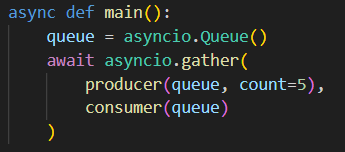 async def main():
    queue = asyncio.Queue()
    await asyncio.gather(
        producer(queue, count=5),
        consumer(queue)
    )